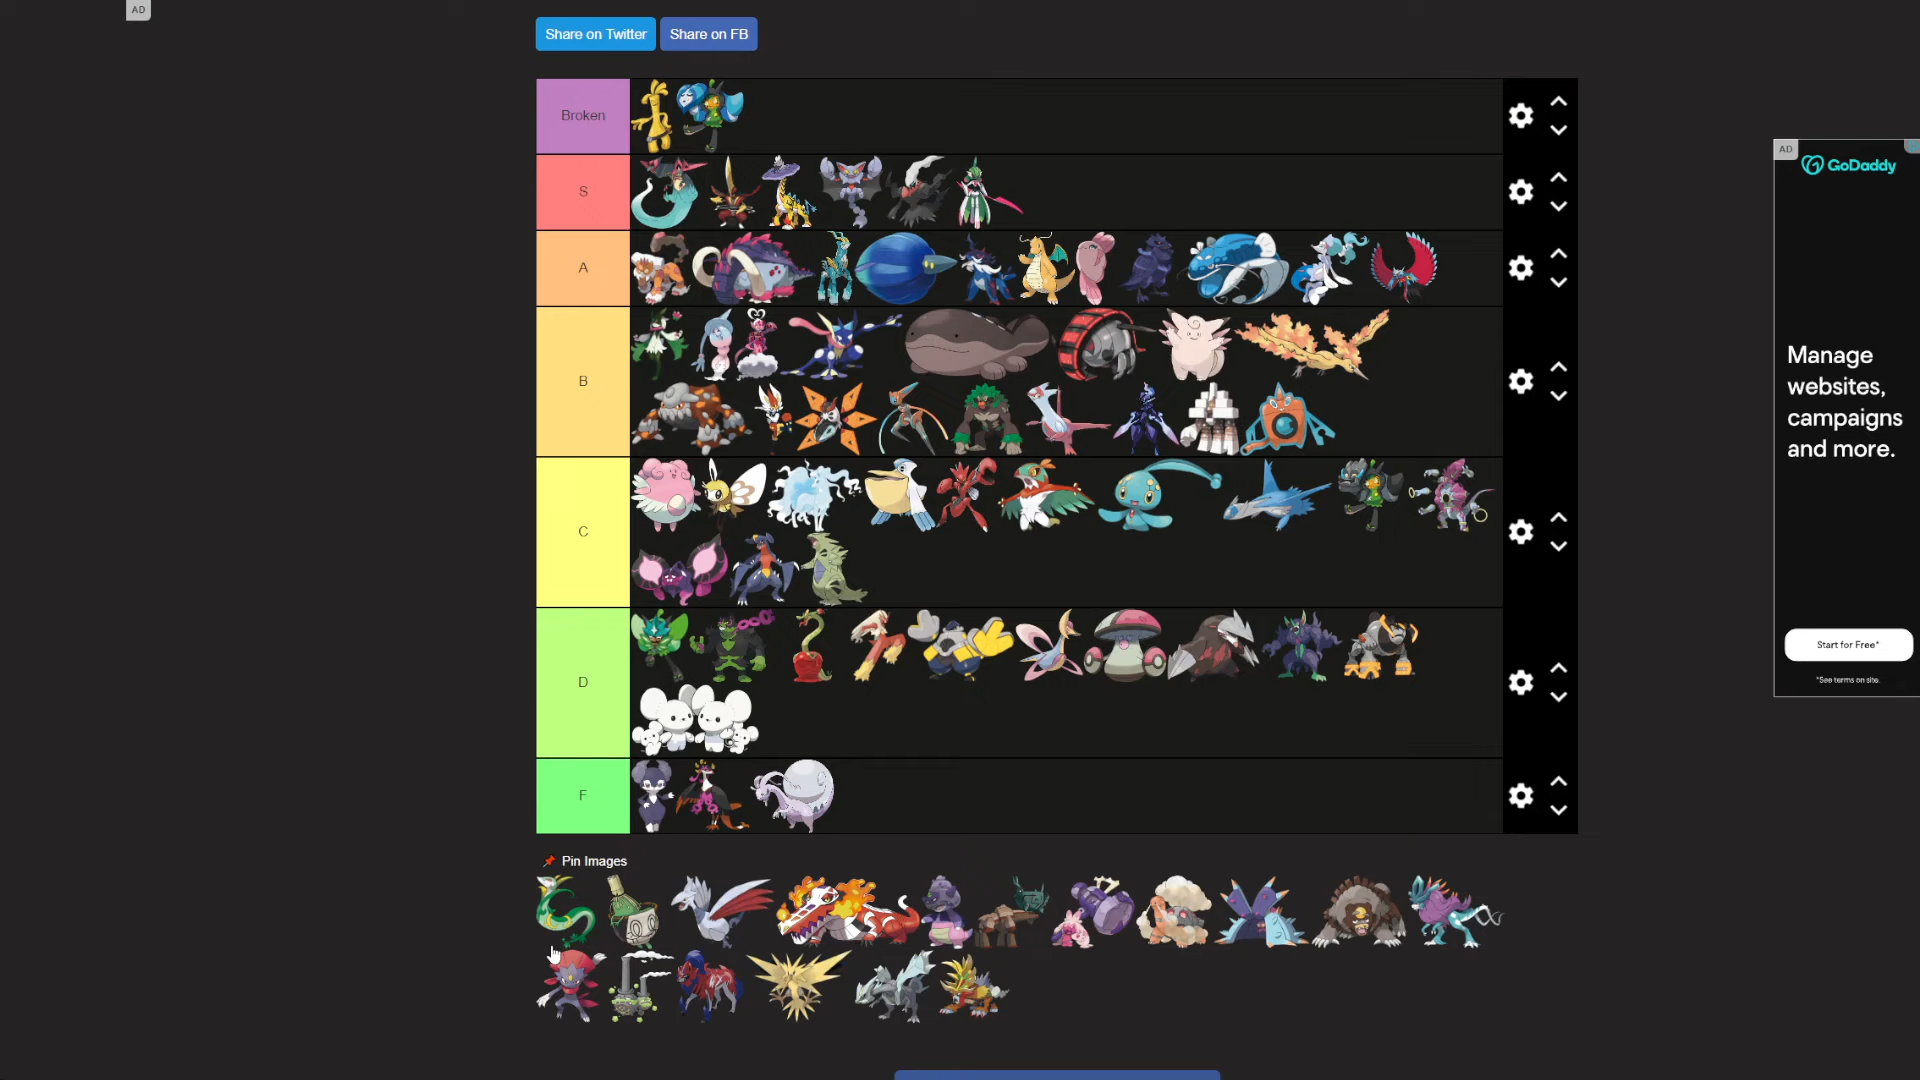 AD
Share on Twitter
Share on FB
Broken
S
A
B
C
D
F
Pin Images
AD
GoDaddy
Manage
websites,
campaigns
and more.
Start for Free*
*See terms on site.